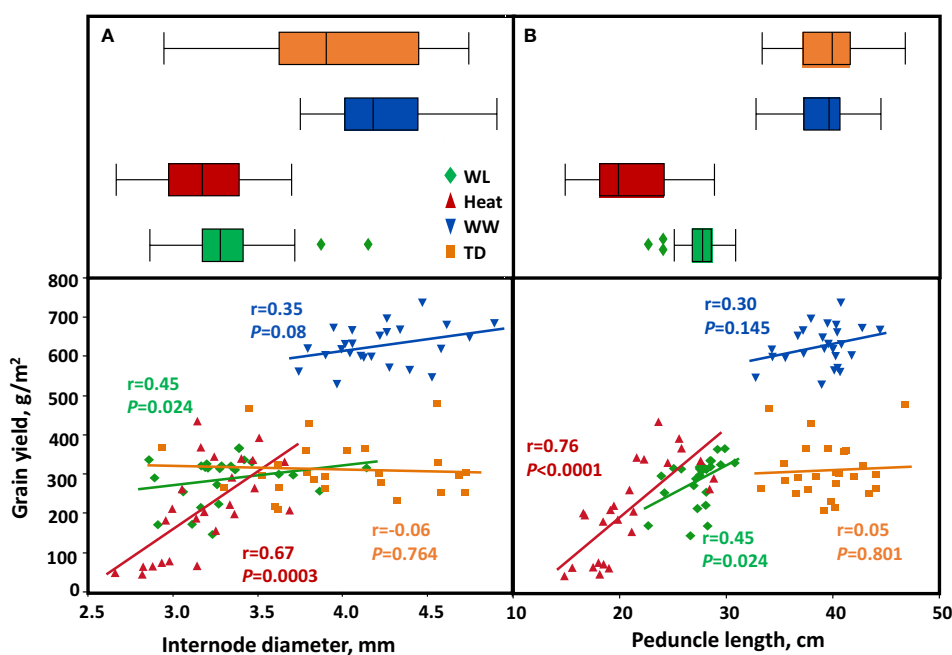 A
B
WL
Heat
WW
TD
800
700
600
500
400
300
200
100
0
Grain yield, g/m²
r=0.35
P=0.08
r=0.45
P=0.024
r=0.67
P=0.0003
r=-0.06
P=0.764
2.5 3.0 3.5 4.0 4.5
Internode diameter, mm
r=0.30
P=0.145
r=0.76
P<0.0001
r=0.45
P=0.024
r=0.05
P=0.801
10 20 30 40 50
Peduncle length, cm